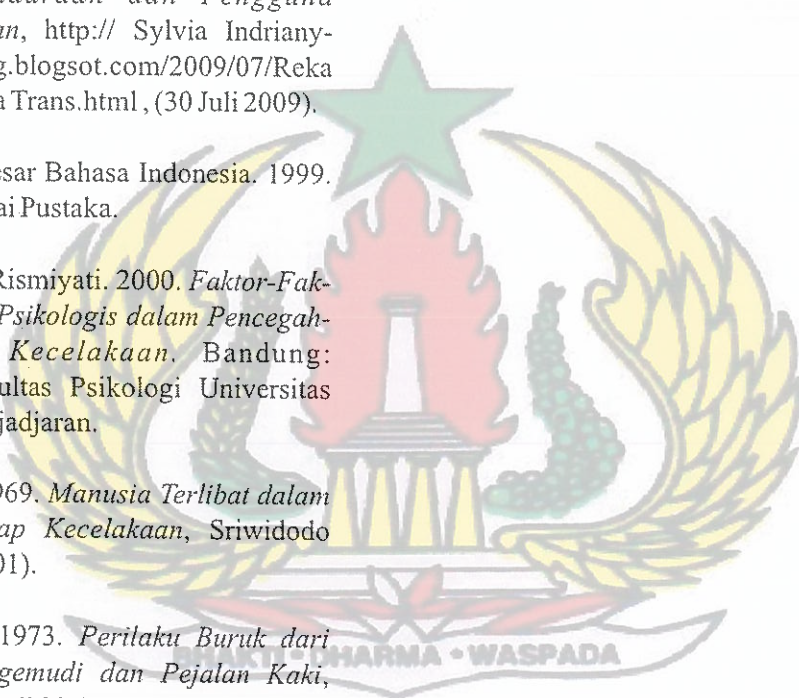 an, http:// Sylvia Indriany-
g.blogsot.com/2009/07/Reka
a Trans.html , (30 Juli 2009).
esar Bahasa Indonesia. 1999.
ai Pustaka.
Rismiyati. 2000. Faktor-Fak-
Psikologis dalam Pencegah-
Kecelakaan. Bandung:
ultas Psikologi Universitas
jadjaran.
969. Manusia Terlibat dalam
ap Kecelakaan, Sriwidodo
01).
1973. Perilaku Buruk dari
gemudi dan Pejalan Kaki,
BHAKTI • DHARMA • WASPADA